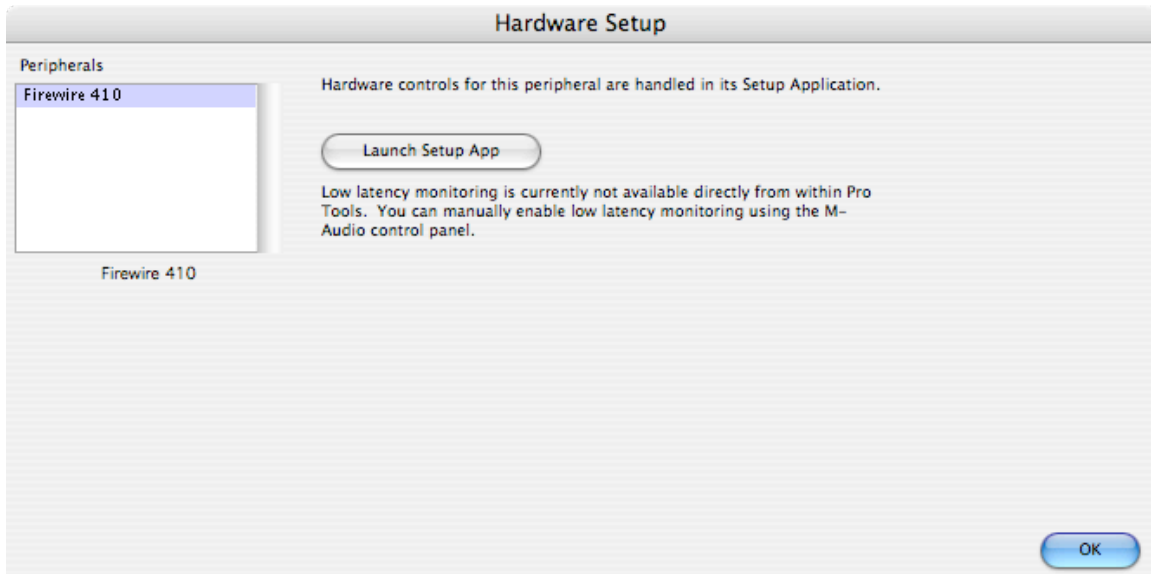 Hardware Setup
Peripherals
Firewire 410
Firewire 410
Hardware controls for this peripheral are handled in its Setup Application.
Launch Setup App
Low latency monitoring is currently not available directly from within Pro
Tools. You can manually enable low latency monitoring using the M-
Audio control panel.
OK